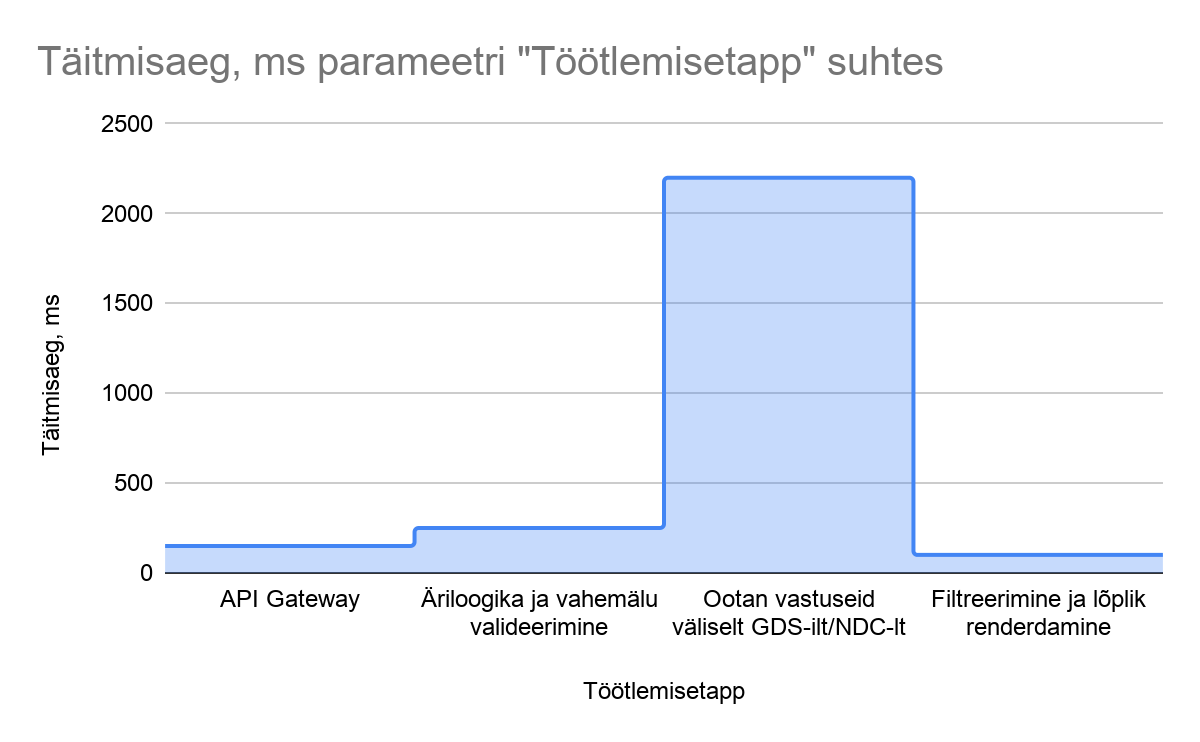 Täitmisaeg, ms parameetri "Töötlemisetapp" suhtes
2500
2000
1500
1000
500
0
Täitmisaeg, ms
API Gateway
Äriloogika ja vahemälu
valideerimine
Ootan vastuseid
väliselt GDS-ilt/NDC-lt
Filtreerimine ja lõplik
renderdamine
Töötlemisetapp